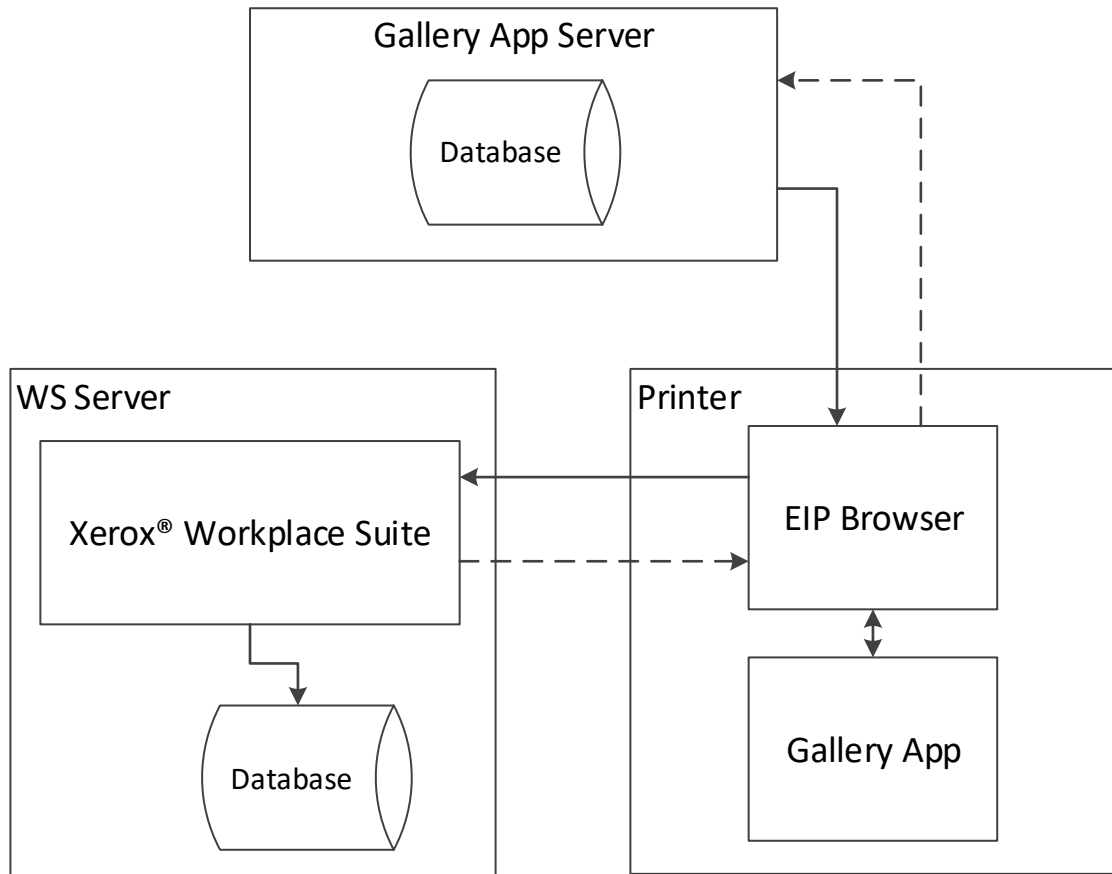 Gallery App Server
Database
WS Server
Xerox® Workplace Suite
Database
Printer
EIP Browser
Gallery App